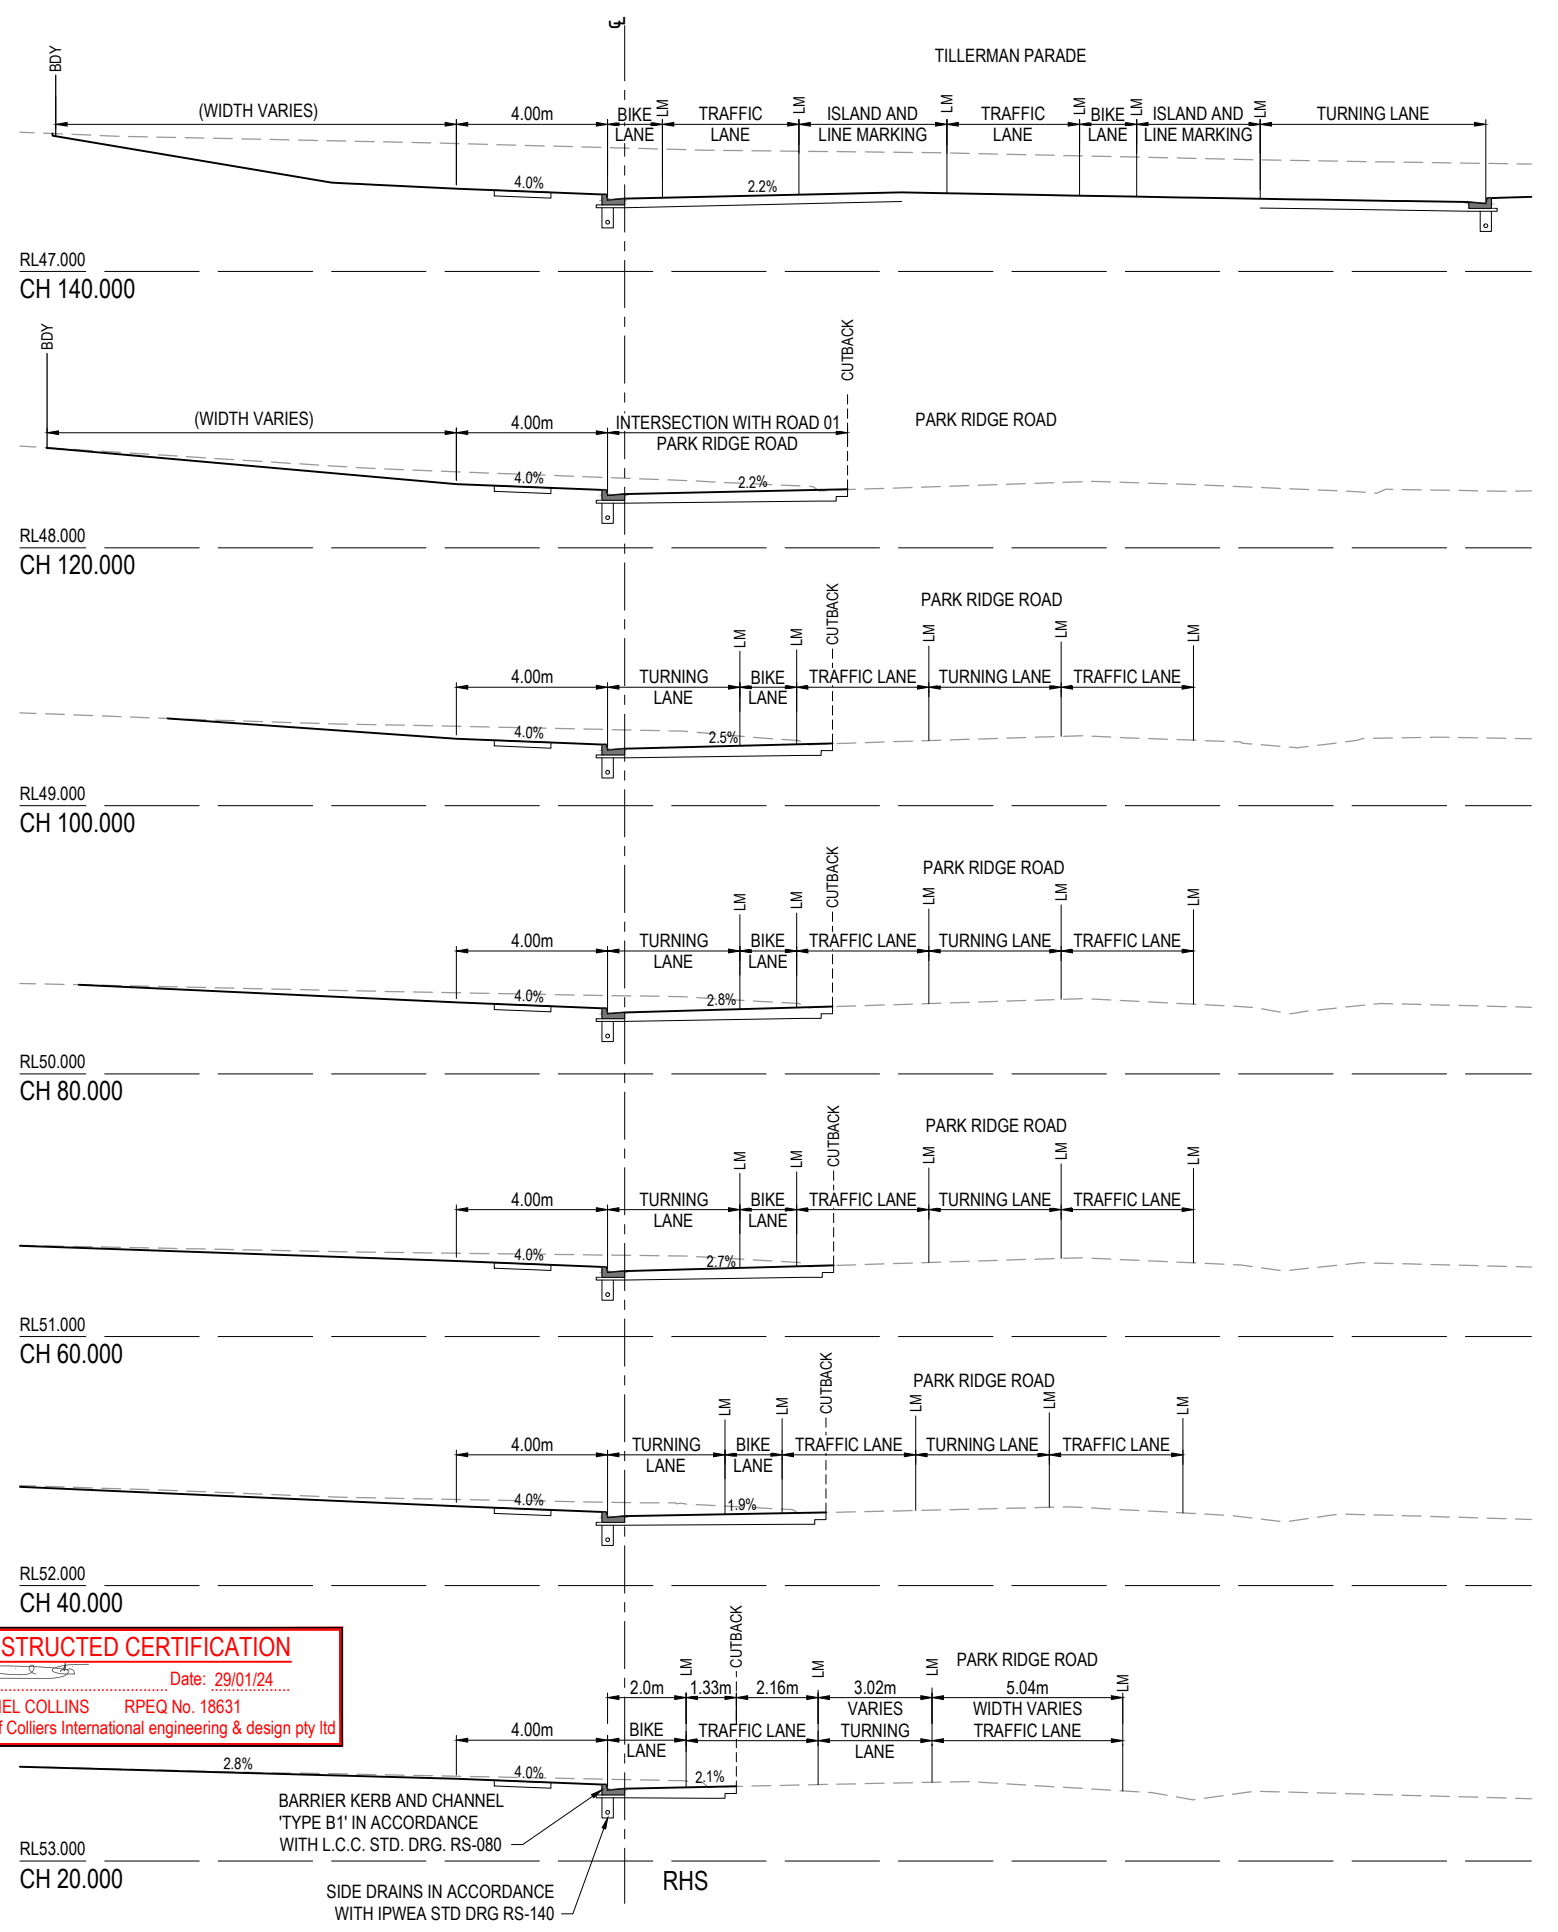 TILLERMAN PARADE
BDY
(WIDTH VARIES)
4.00m
BIKE
LANE
LM
TRAFFIC
LANE
LM
ISLAND AND
LINE MARKING
LM
TRAFFIC
LANE
LM
BIKE
LANE
LM
ISLAND AND
LINE MARKING
LM
TURNING LANE
4.0%
2.2%
RL47.000
CH 140.000
BDY
(WIDTH VARIES)
4.00m
INTERSECTION WITH ROAD 01
PARK RIDGE ROAD
CUTBACK
PARK RIDGE ROAD
4.0%
2.2%
RL48.000
CH 120.000
PARK RIDGE ROAD
4.00m
TURNING
LANE
LM
BIKE
LANE
LM
CUTBACK
TRAFFIC LANE
LM
TURNING LANE
LM
TRAFFIC LANE
LM
4.0%
2.5%
RL49.000
CH 100.000
PARK RIDGE ROAD
4.00m
TURNING
LANE
LM
BIKE
LANE
LM
CUTBACK
TRAFFIC LANE
LM
TURNING LANE
LM
TRAFFIC LANE
LM
4.0%
2.8%
RL50.000
CH 80.000
PARK RIDGE ROAD
4.00m
TURNING
LANE
LM
BIKE
LANE
LM
CUTBACK
TRAFFIC LANE
LM
TURNING LANE
LM
TRAFFIC LANE
LM
4.0%
2.7%
RL51.000
CH 60.000
PARK RIDGE ROAD
4.00m
TURNING
LANE
LM
BIKE
LANE
LM
CUTBACK
TRAFFIC LANE
LM
TURNING LANE
LM
TRAFFIC LANE
LM
4.0%
1.9%
RL52.000
CH 40.000
STRUCTED CERTIFICATION
Date: 29/01/24
IEL COLLINS RPEQ No. 18631
f Colliers International engineering & design pty ltd
PARK RIDGE ROAD
4.00m
2.0m
BIKE
LANE
LM
1.33m
CUTBACK
2.16m
TRAFFIC LANE
LM
3.02m
VARIES
TURNING
LANE
LM
5.04m
WIDTH VARIES
TRAFFIC LANE
LM
2.8%
4.0%
2.1%
BARRIER KERB AND CHANNEL
'TYPE B1' IN ACCORDANCE
WITH L.C.C. STD. DRG. RS-080
RL53.000
CH 20.000
SIDE DRAINS IN ACCORDANCE
WITH IPWEA STD DRG RS-140
RHS